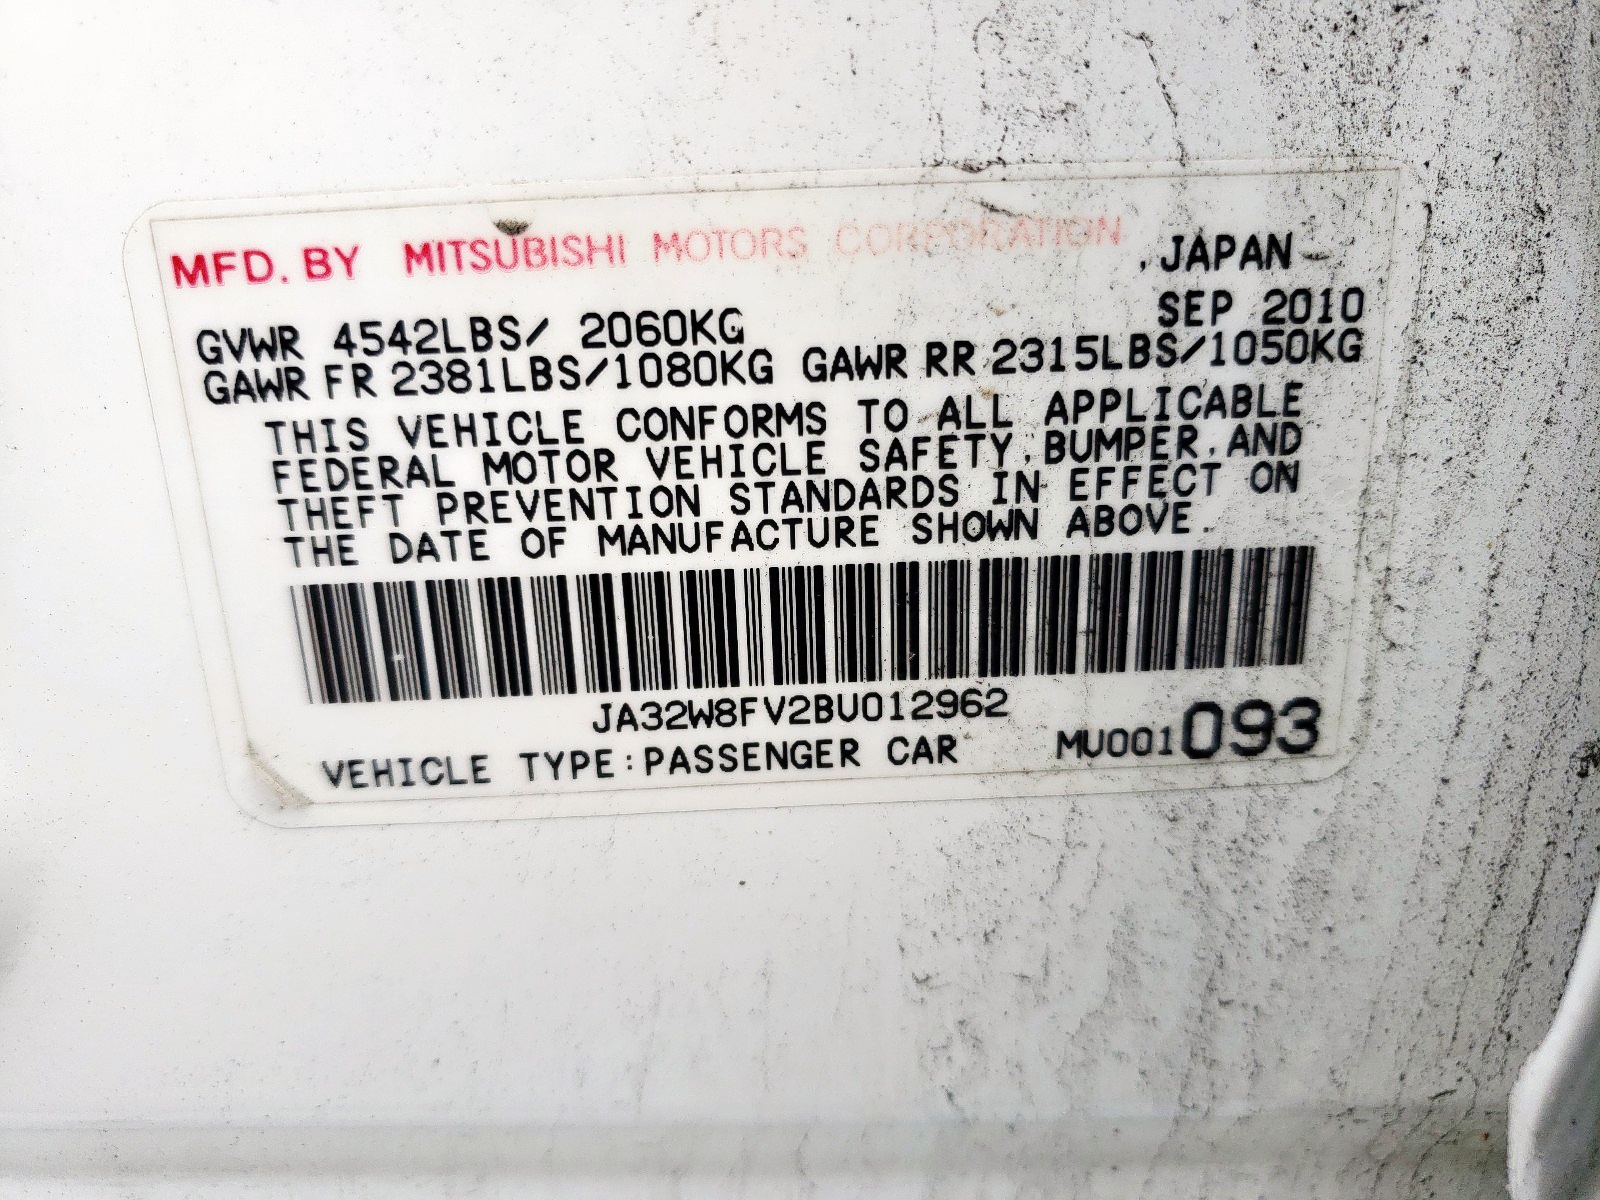 MFD. BY MITSUBISHI MOTORS CORPORATION, JAPAN
SEP 2010
GVWR 4542LBS/ 2060KG
GAWR FR 2381LBS/1080KG GAWR RR 2315LBS/1050KG
THIS VEHICLE CONFORMS TO ALL APPLICABLE
FEDERAL MOTOR VEHICLE SAFETY, BUMPER, AND
THEFT PREVENTION STANDARDS IN EFFECT ON
THE DATE OF MANUFACTURE SHOWN ABOVE.
JA32W8FV2BU012962
VEHICLE TYPE:PASSENGER CAR MU001093